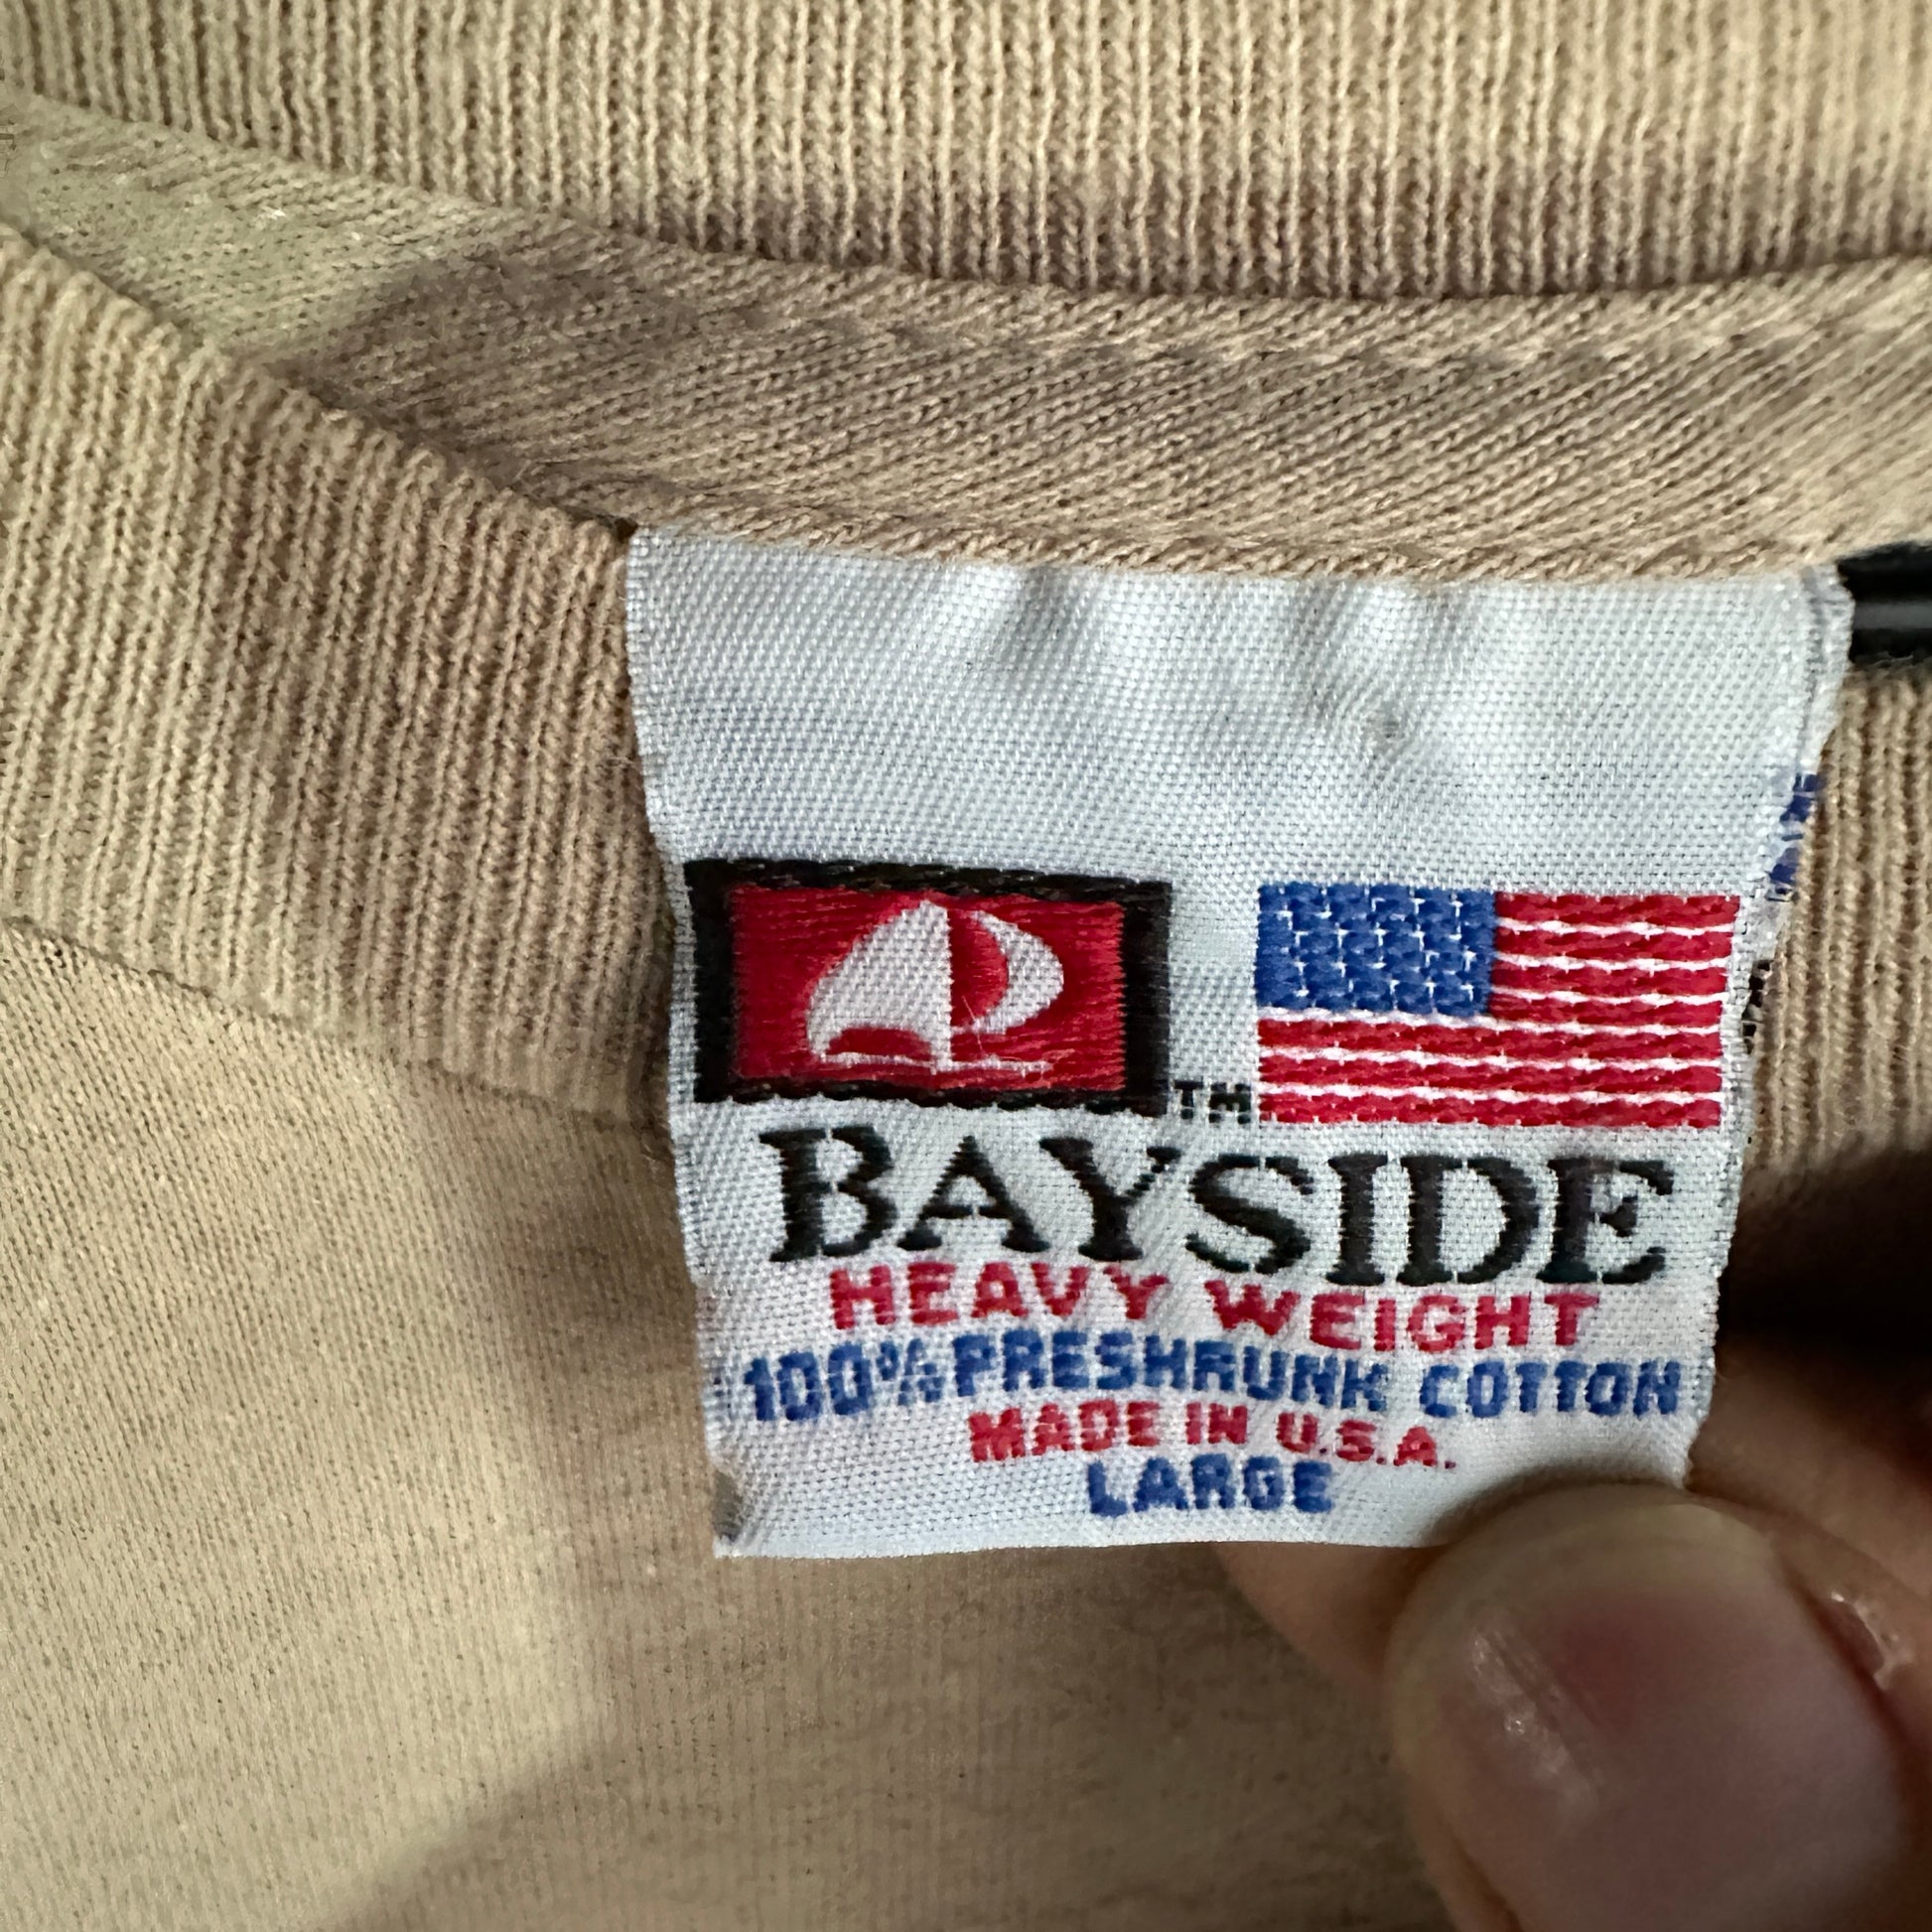 TM
BAYSIDE
HEAVY WEIGHT
100% PRESHRUNK COTTON
MADE IN U.S.A.
LARGE